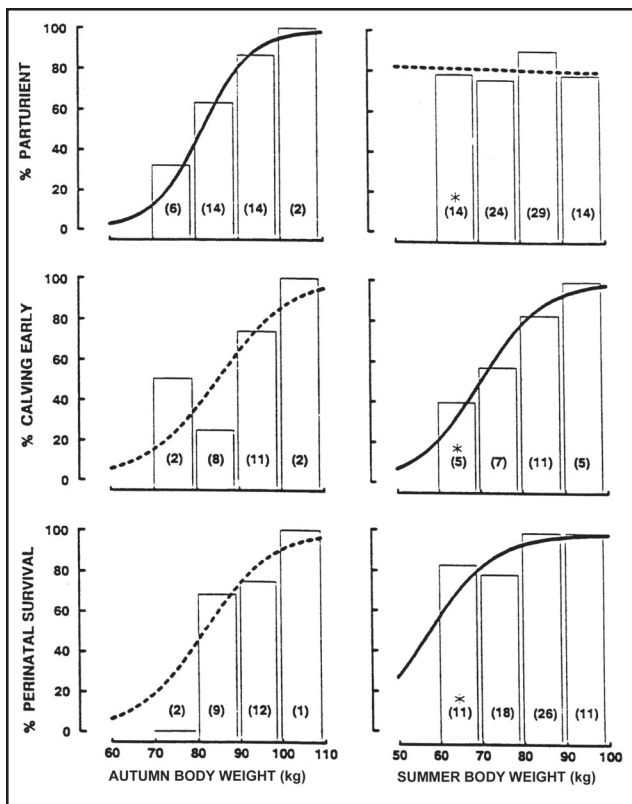 % PARTURIENT
100
80
60
40
20
0
(6) (14) (14) (2)
*
(14) (24) (29) (14)
% CALVING EARLY
100
80
60
40
20
0
(2) (8) (11) (2)
*
(5) (7) (11) (5)
% PERINATAL SURVIVAL
100
80
60
40
20
0
(2) (9) (12) (1)
*
(11) (18) (26) (11)
60 70 80 90 100 110
50 60 70 80 90 100
AUTUMN BODY WEIGHT (kg)
SUMMER BODY WEIGHT (kg)